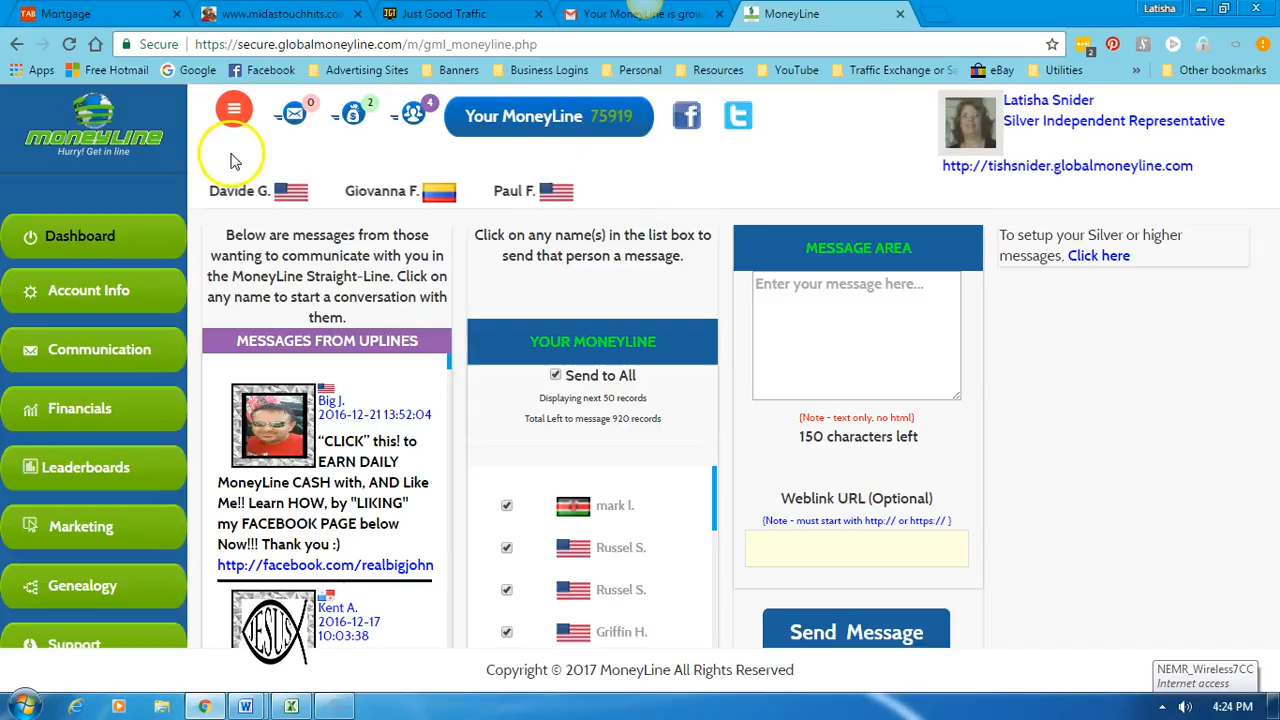 Mortgage
www.midastouchhits.co
Just Good Traffic
Your MoneyLine is grow
MoneyLine
Latisha
Secure
https://secure.globalmoneyline.com/m/gml_moneyline.php
2
Apps
Free Hotmail
Google
Facebook
Advertising Sites
Banners
Business Logins
Personal
Resources
YouTube
Traffic Exchange or Sa
eBay
Utilities
»
Other bookmarks
moneyline
Hurry! Get in line
0
2
4
Your MoneyLine 75919
Latisha Snider
Silver Independent Representative
http://tishsnider.globalmoneyline.com
Davide G.
Giovanna F.
Paul F.
Dashboard
Account Info
Communication
Financials
Leaderboards
Marketing
Genealogy
Support
Below are messages from those
wanting to communicate with you in
the MoneyLine Straight-Line. Click on
any name to start a conversation with
them.
MESSAGES FROM UPLINES
Big J.
2016-12-21 13:52:04
“CLICK” this! to
EARN DAILY
MoneyLine CASH with, AND Like
Me!! Learn HOW, by "LIKING"
my FACEBOOK PAGE below
Now!!! Thank you :)
http://facebook.com/realbigjohn
JESUS
Kent A.
2016-12-17
10:03:38
Click on any name(s) in the list box to
send that person a message.
YOUR MONEYLINE
Send to All
Displaying next 50 records
Total Left to message 920 records
mark l.
Russel S.
Russel S.
Griffin H.
MESSAGE AREA
Enter your message here...
(Note - text only, no html)
150 characters left
Weblink URL (Optional)
(Note - must start with http:// or https:// )
Send Message
To setup your Silver or higher
messages, Click here
Copyright © 2017 MoneyLine All Rights Reserved
NEMR_Wireless7CC
Internet access
4:24 PM